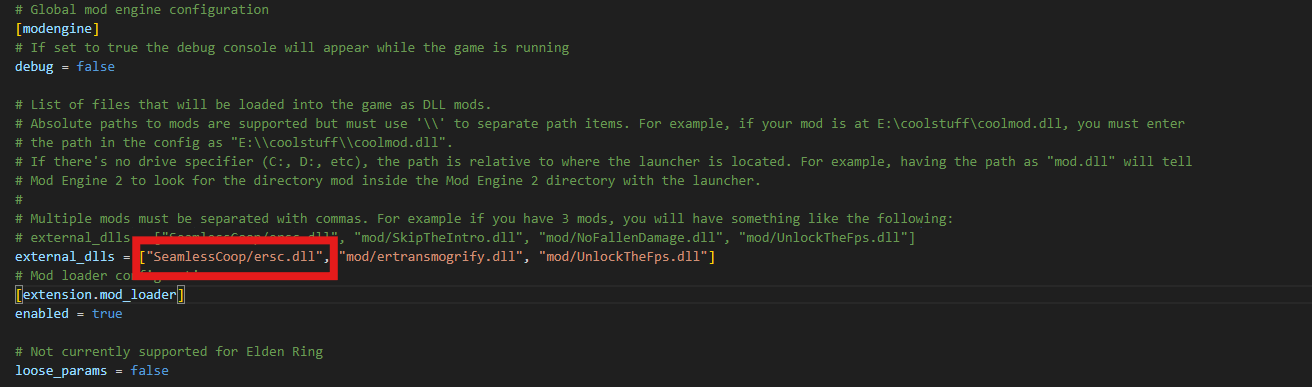 # Global mod engine configuration
[modengine]
# If set to true the debug console will appear while the game is running
debug = false
# List of files that will be loaded into the game as DLL mods.
# Absolute paths to mods are supported but must use '\\' to separate path items. For example, if your mod is at E:\coolstuff\coolmod.dll, you must enter
# the path in the config as "E:\\coolstuff\\coolmod.dll".
# If there's no drive specifier (C:, D:, etc), the path is relative to where the launcher is located. For example, having the path as "mod.dll" will tell
# Mod Engine 2 to look for the directory mod inside the Mod Engine 2 directory with the launcher.
#
# Multiple mods must be separated with commas. For example if you have 3 mods, you will have something like the following:
# external_dlls ["SeamlessCoop/ersc.dll", "mod/SkipTheIntro.dll", "mod/NoFallenDamage.dll", "mod/UnlockTheFps.dll"]
external_dlls = ["SeamlessCoop/ersc.dll", "mod/ertransmogrify.dll", "mod/UnlockTheFps.dll"]
# Mod loader
[extension.mod_loader]
enabled = true
# Not currently supported for Elden Ring
loose_params = false